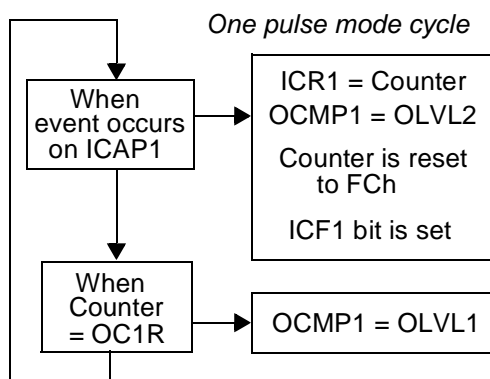 One pulse mode cycle
When
event occurs
on ICAP1
ICR1 = Counter
OCMP1 = OLVL2
Counter is reset
to FCh
ICF1 bit is set
When
Counter
= OC1R
OCMP1 = OLVL1